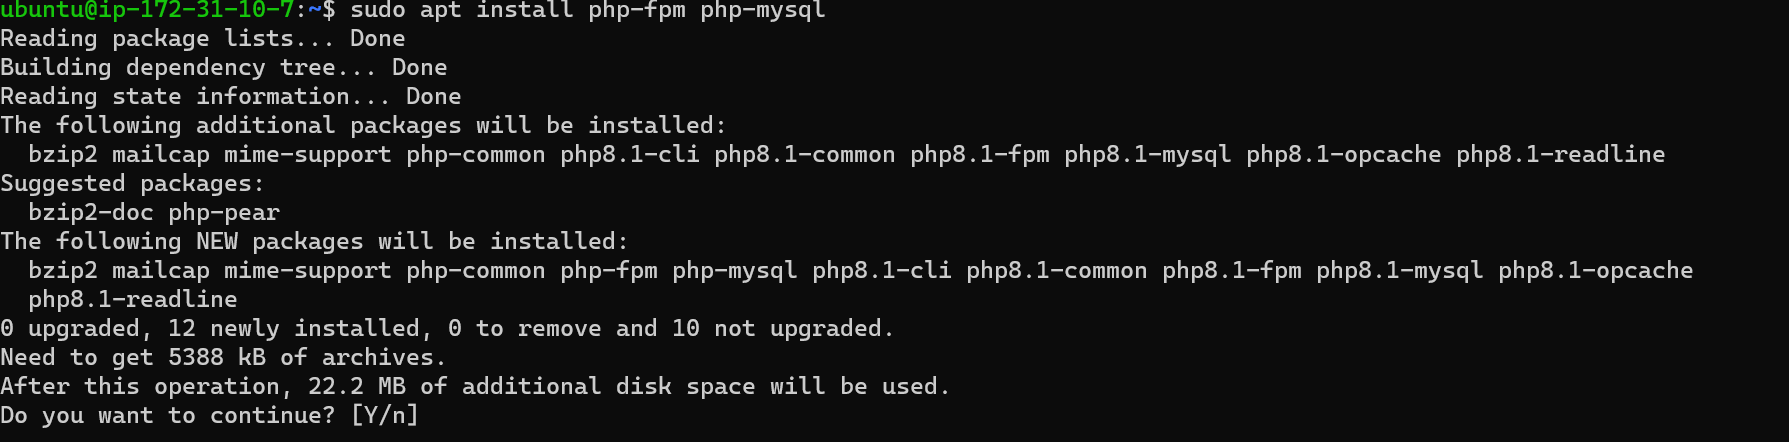 ubuntu@ip-172-31-10-7:~$ sudo apt install php-fpm php-mysql
Reading package lists... Done
Building dependency tree... Done
Reading state information... Done
The following additional packages will be installed:
  bzip2 mailcap mime-support php-common php8.1-cli php8.1-common php8.1-fpm php8.1-mysql php8.1-opcache php8.1-readline
Suggested packages:
  bzip2-doc php-pear
The following NEW packages will be installed:
  bzip2 mailcap mime-support php-common php-fpm php-mysql php8.1-cli php8.1-common php8.1-fpm php8.1-mysql php8.1-opcache
  php8.1-readline
0 upgraded, 12 newly installed, 0 to remove and 10 not upgraded.
Need to get 5388 kB of archives.
After this operation, 22.2 MB of additional disk space will be used.
Do you want to continue? [Y/n]